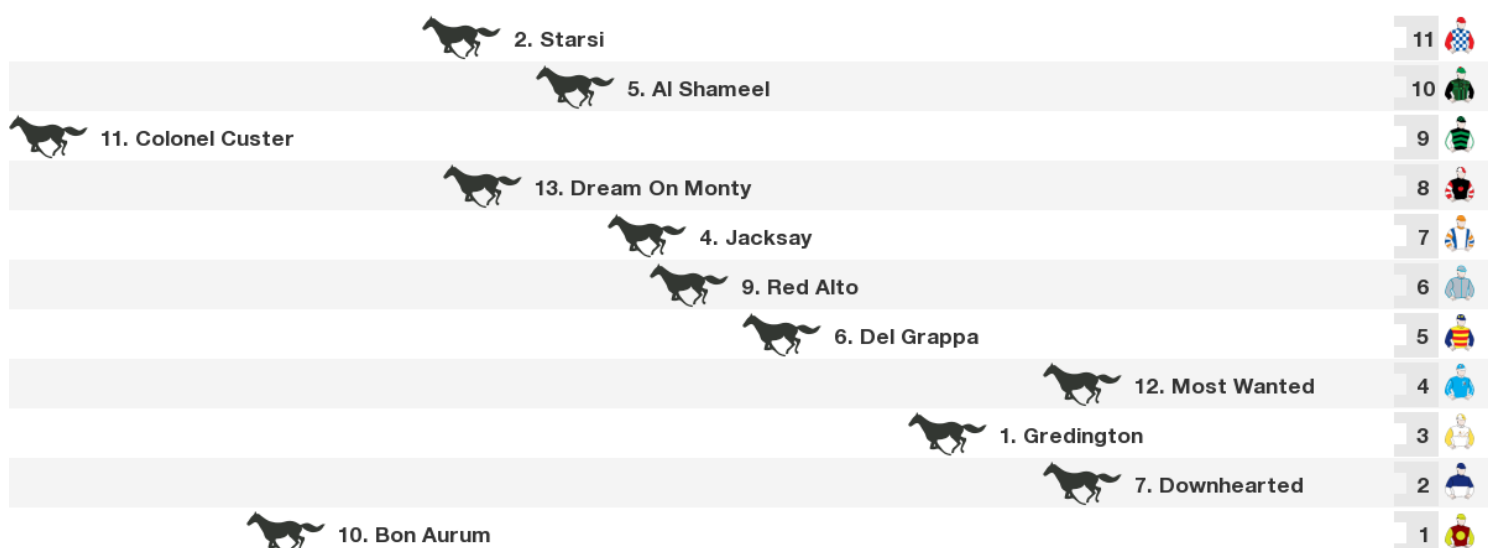 2. Starsi 11
5. Al Shameel 10
11. Colonel Custer 9
13. Dream On Monty 8
4. Jacksay 7
9. Red Alto 6
6. Del Grappa 5
12. Most Wanted 4
1. Gredington 3
7. Downhearted 2
10. Bon Aurum 1